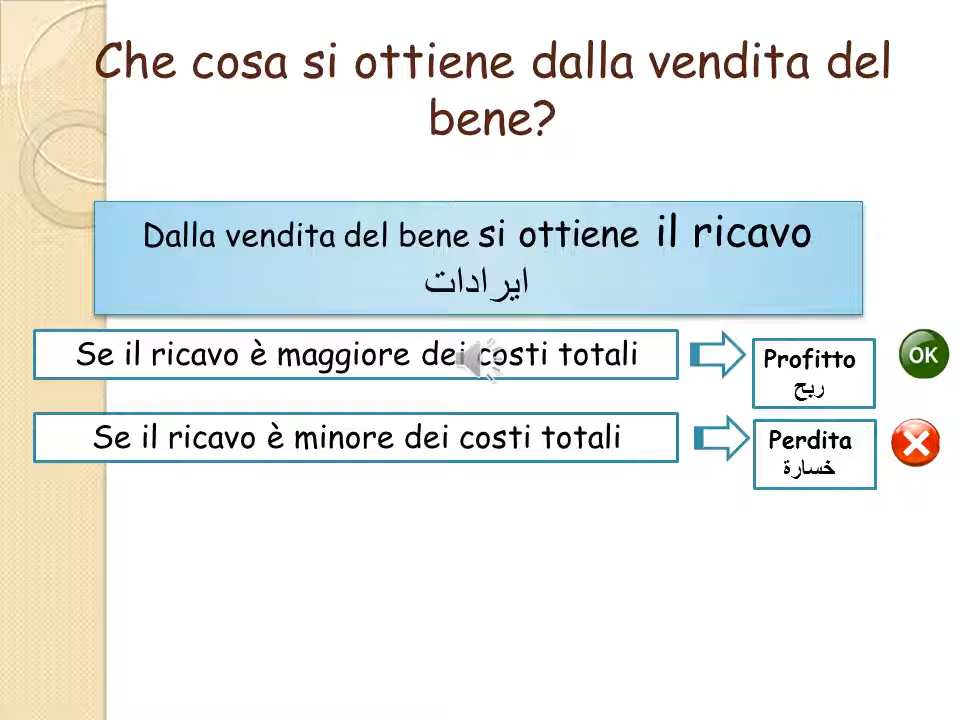 Che cosa si ottiene dalla vendita del
bene?
Dalla vendita del bene si ottiene il ricavo
ايرادات
Se il ricavo è maggiore dei costi totali
Profitto
ربح
OK
Se il ricavo è minore dei costi totali
Perdita
خسارة